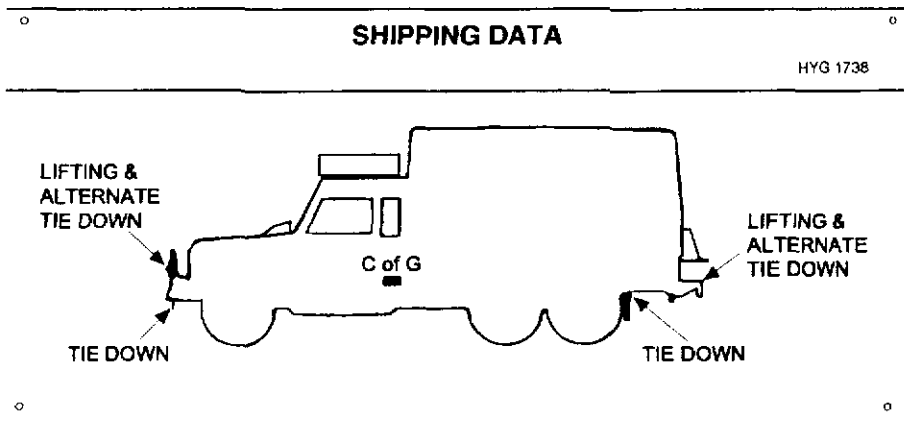 SHIPPING DATA
HYG 1738
LIFTING &
ALTERNATE
TIE DOWN
LIFTING &
ALTERNATE
TIE DOWN
C of G
TIE DOWN
TIE DOWN